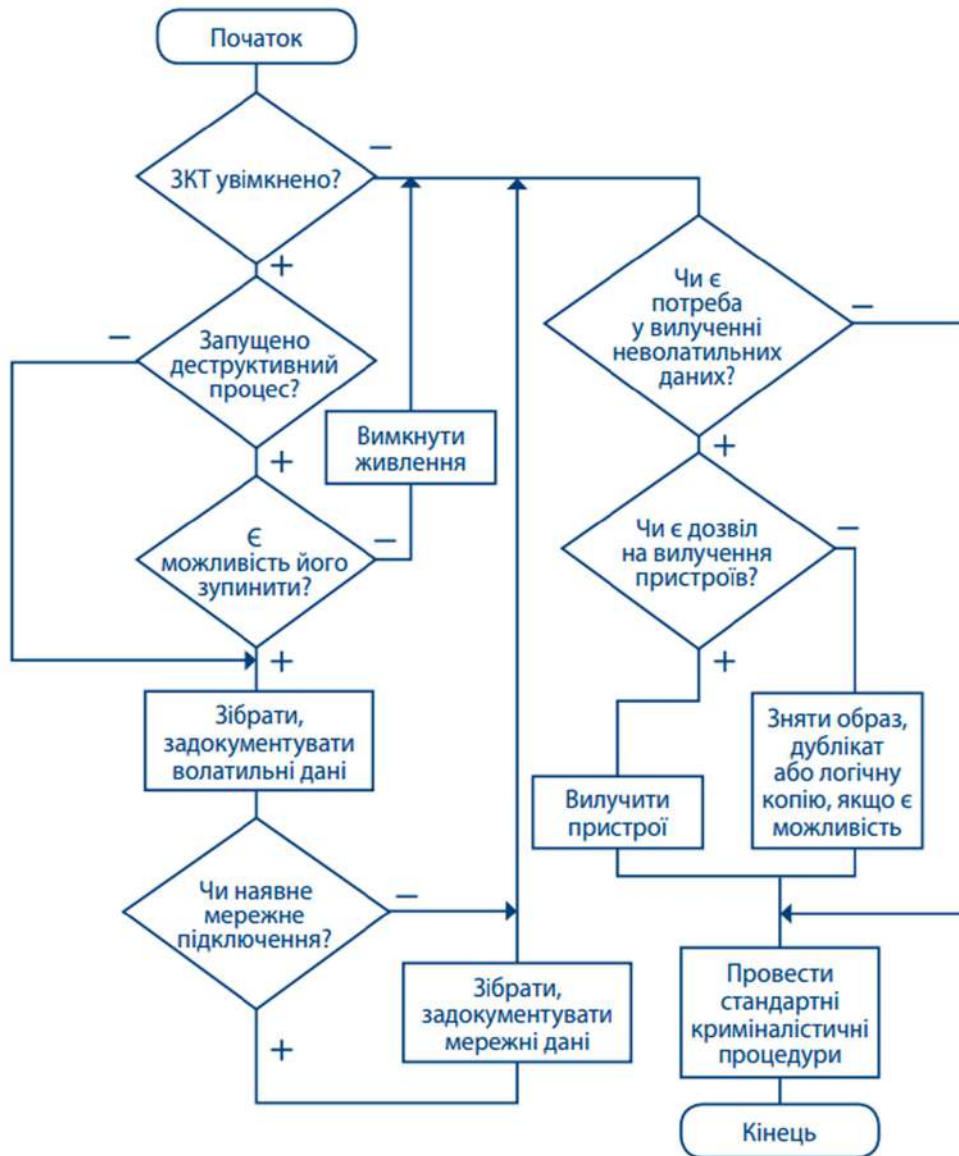 Початок
ЗКТ увімкнено?
−
+
Запущено
деструктивний
процес?
−
+
Вимкнути
живлення
Є
можливість його
зупинити?
−
+
Зібрати,
задокументувати
волатильні дані
Чи наявне
мережне
підключення?
−
+
Зібрати,
задокументувати
мережні дані
Чи є
потреба
у вилученні
неволатильних
даних?
−
+
Чи є дозвіл
на вилучення
пристроїв?
−
+
Вилучити
пристрої
Зняти образ,
дублікат
або логічну
копію, якщо є
можливість
Провести
стандартні
криміналістичні
процедури
Кінець